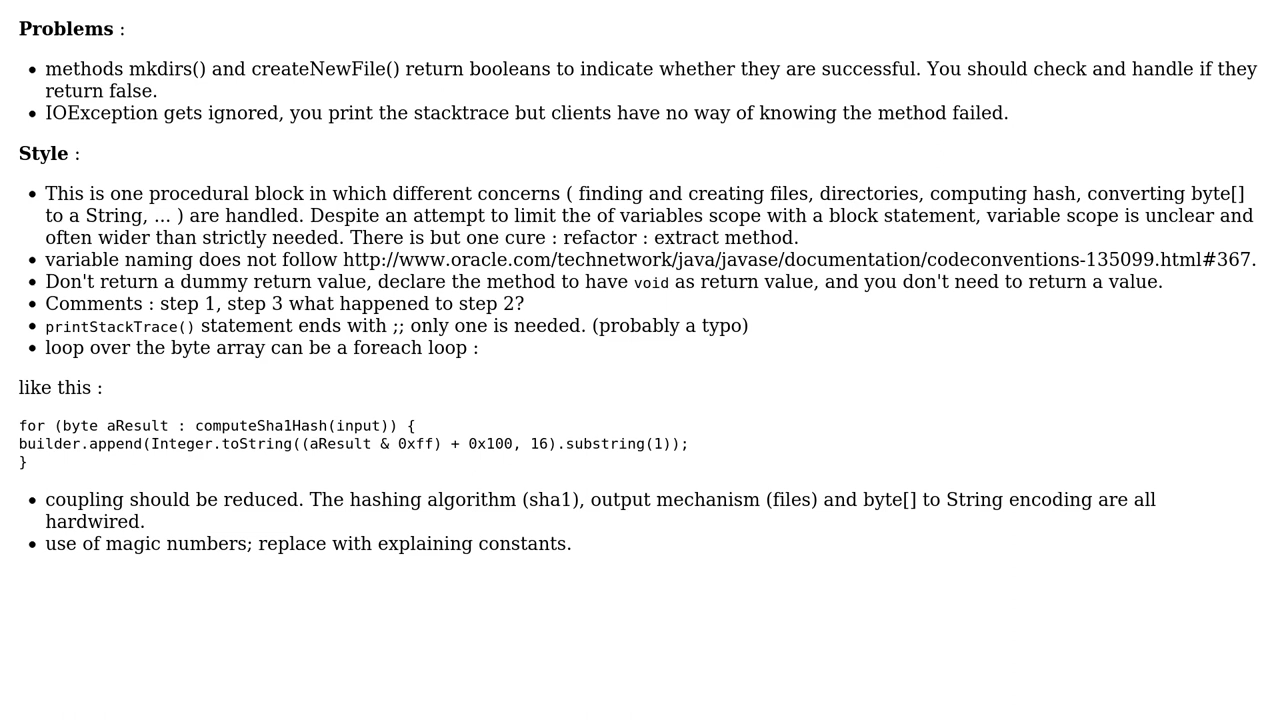 Problems :
methods mkdirs() and createNewFile() return booleans to indicate whether they are successful. You should check and handle if they
return false.
IOException gets ignored, you print the stacktrace but clients have no way of knowing the method failed.
Style :
This is one procedural block in which different concerns ( finding and creating files, directories, computing hash, converting byte[]
to a String, ... ) are handled. Despite an attempt to limit the of variables scope with a block statement, variable scope is unclear and
often wider than strictly needed. There is but one cure : refactor : extract method.
variable naming does not follow http://www.oracle.com/technetwork/java/javase/documentation/codeconventions-135099.html#367.
Don't return a dummy return value, declare the method to have void as return value, and you don't need to return a value.
Comments : step 1, step 3 what happened to step 2?
printStackTrace() statement ends with ;; only one is needed. (probably a typo)
loop over the byte array can be a foreach loop :
like this :
for (byte aResult : computeSha1Hash(input)) {
builder.append(Integer.toString((aResult & 0xff) + 0x100, 16).substring(1));
}
coupling should be reduced. The hashing algorithm (sha1), output mechanism (files) and byte[] to String encoding are all
hardwired.
use of magic numbers; replace with explaining constants.